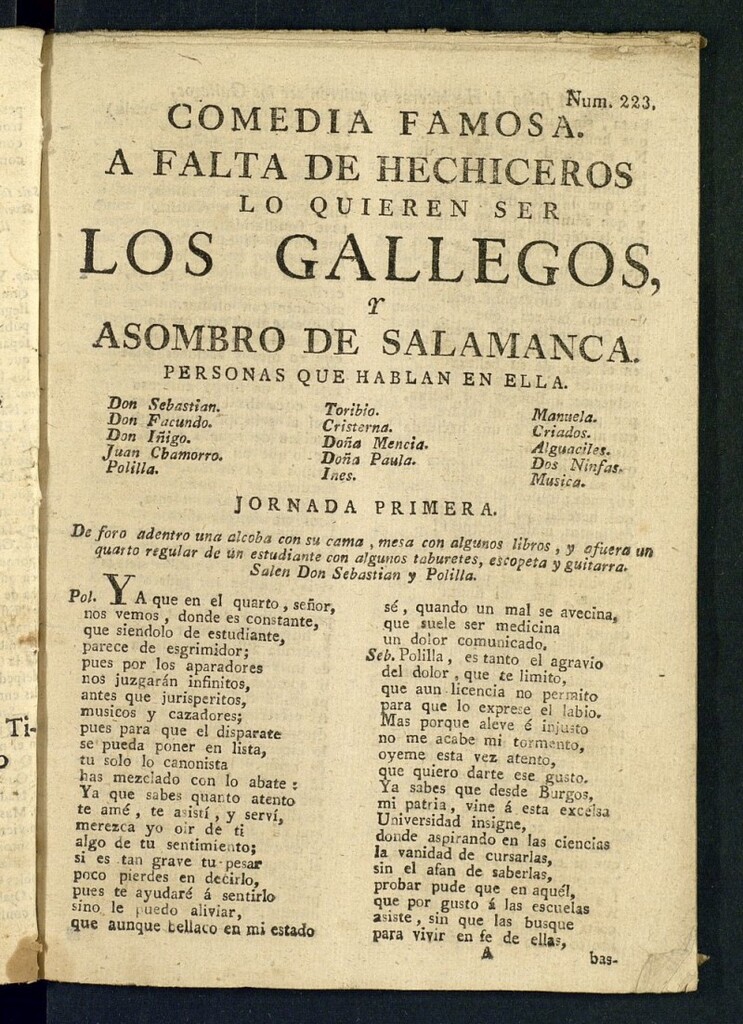 Num. 223.
COMEDIA FAMOSA.
A FALTA DE HECHICEROS
LO QUIEREN SER
LOS GALLEGOS,
Y
ASOMBRO DE SALAMANCA.
PERSONAS QUE HABLAN EN ELLA.
Don Sebastian.
Don Facundo.
Don Iñigo.
Juan Chamorro.
Polilla.
Toribio.
Cristerna.
Doña Mencia.
Doña Paula.
Ines.
Manuela.
Criados.
Alguaciles.
Dos Ninfas.
Musica.
JORNADA PRIMERA.
De foro adentro una alcoba con su cama, mesa con algunos libros, y afuera un
quarto regular de un estudiante con algunos taburetes, escopeta y guitarra.
Salen Don Sebastian y Polilla.
Pol. YA que en el quarto, señor,
nos vemos, donde es constante,
que siendolo de estudiante,
parece de esgrimidor;
pues por los aparadores
nos juzgarán infinitos,
antes que jurisperitos,
musicos y cazadores;
pues para que el disparate
se pueda poner en lista,
tu solo lo canonista
has mezclado con lo abate:
Ya que sabes quanto atento
te amé, te asistí, y serví,
merezca yo oir de ti
algo de tu sentimiento;
si es tan grave tu pesar
poco pierdes en decirlo,
pues te ayudaré á sentirlo
sino le puedo aliviar,
que aunque bellaco en mi estado
sé, quando un mal se avecina,
que suele ser medicina
un dolor comunicado.
Seb. Polilla, es tanto el agravio
del dolor, que te limito,
que aun licencia no permito
para que lo exprese el labio.
Mas porque aleve é injusto
no me acabe mi tormento,
oyeme esta vez atento,
que quiero darte ese gusto.
Ya sabes que desde Burgos,
mi patria, vine á esta excelsa
Universidad insigne,
donde aspirando en las ciencias
la vanidad de cursarlas,
sin el afan de saberlas,
probar pude que en aquél,
que por gusto á las escuelas
asiste, sin que las busque
para vivir en fe de ellas,
A
bas-
Ti-